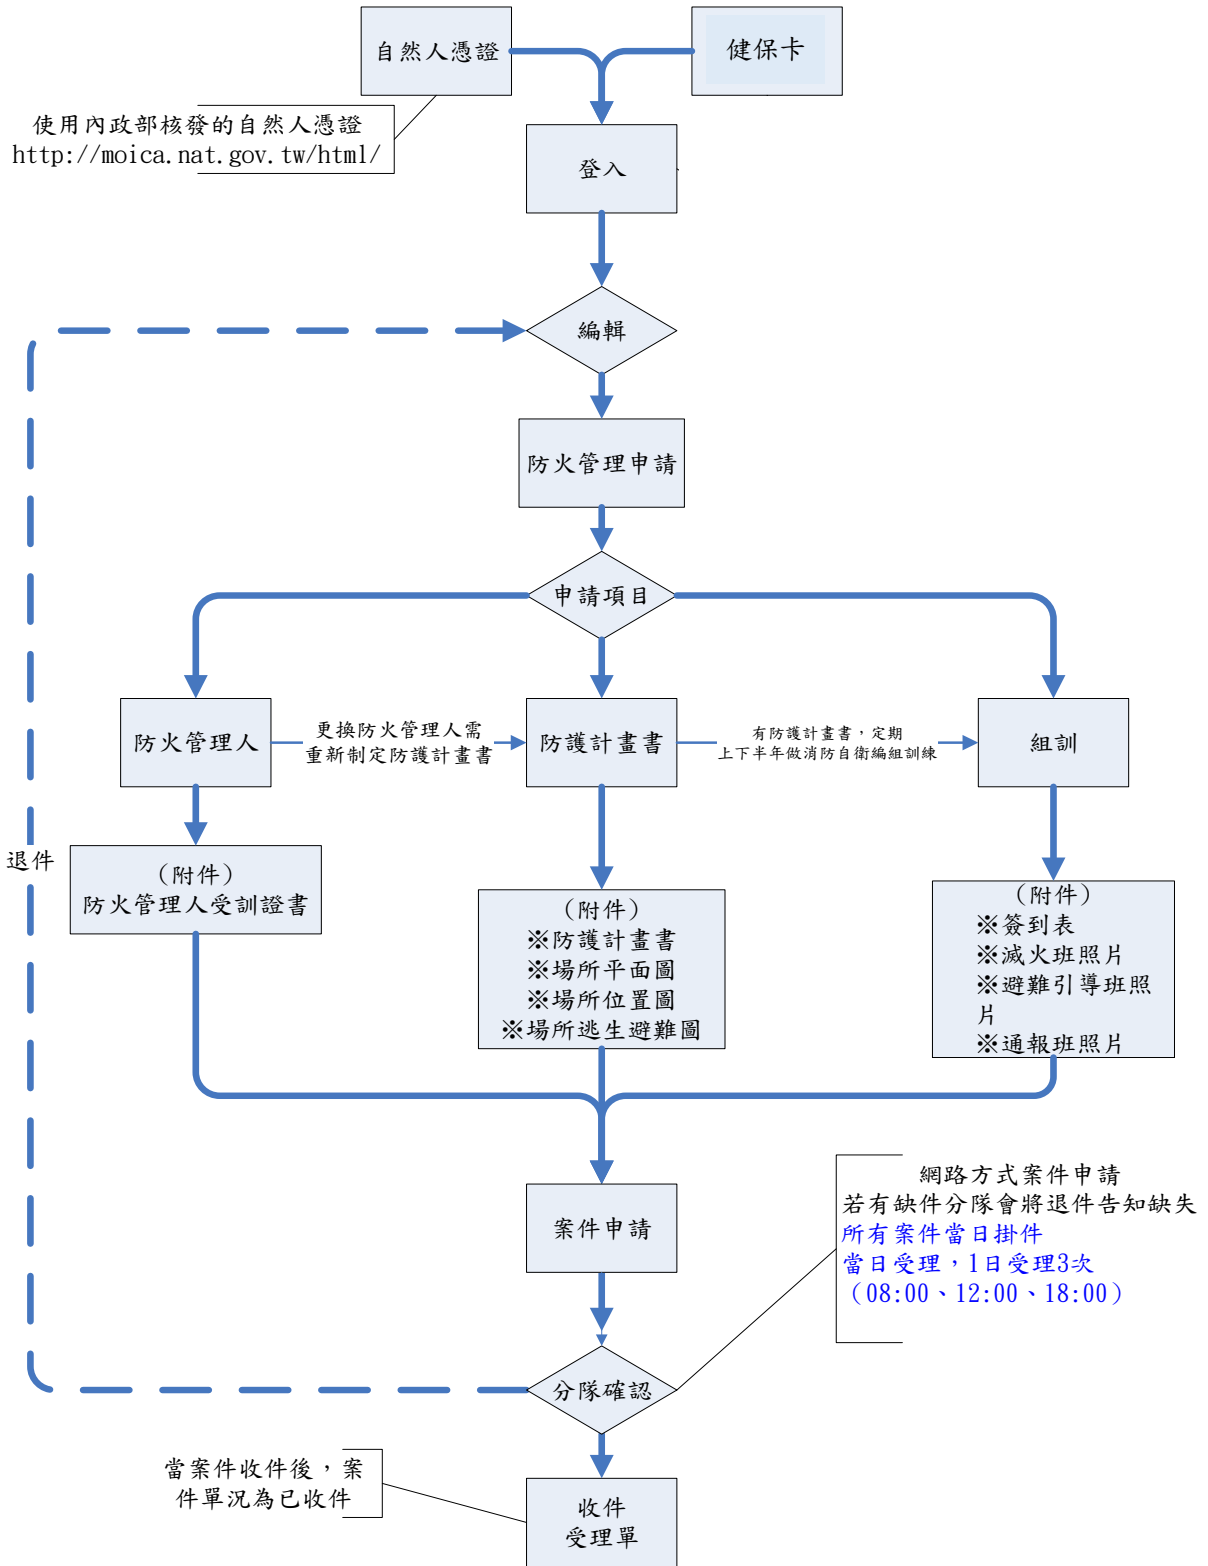 自然人憑證
健保卡
使用內政部核發的自然人憑證
http://moica.nat.gov.tw/html/
登入
編輯
防火管理申請
申請項目
防火管理人
更換防火管理人需
重新制定防護計畫書
防護計畫書
有防護計畫書，定期
上下半年做消防自衛編組訓練
組訓
退件
（附件）
防火管理人受訓證書
（附件）
※防護計畫書
※場所平面圖
※場所位置圖
※場所逃生避難圖
（附件）
※簽到表
※滅火班照片
※避難引導班照
片
※通報班照片
案件申請
網路方式案件申請
若有缺件分隊會將退件告知缺失
所有案件當日掛件
當日受理，1日受理3次
（08:00、12:00、18:00）
分隊確認
當案件收件後，案
件單況為已收件
收件
受理單